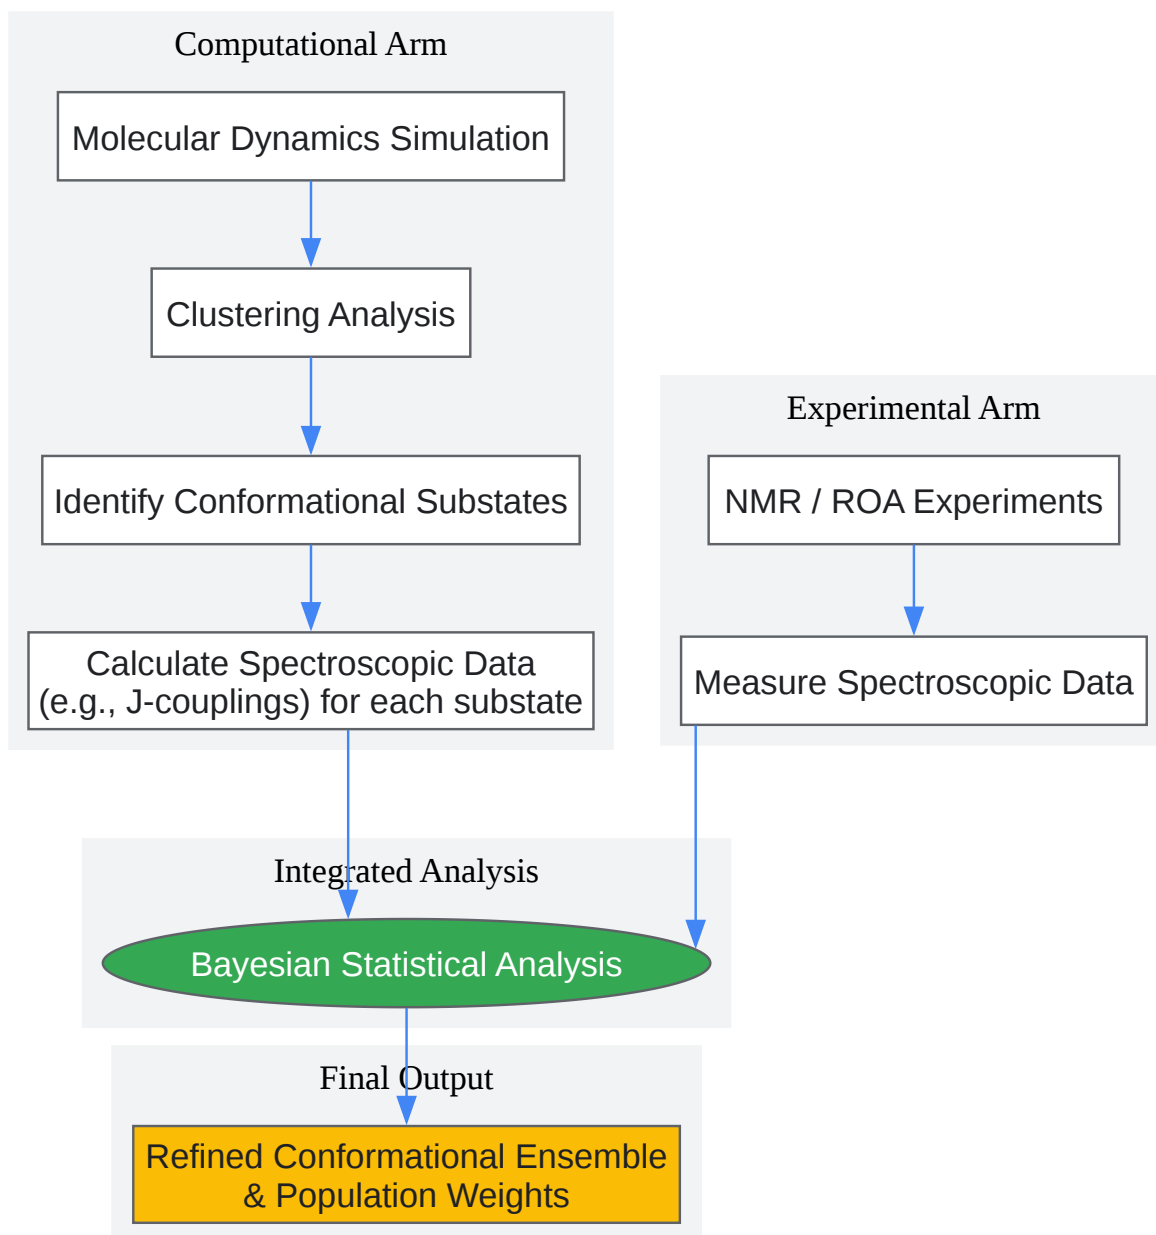 Computational Arm
Molecular Dynamics Simulation
Clustering Analysis
Identify Conformational Substates
Calculate Spectroscopic Data
(e.g., J-couplings) for each substate
Experimental Arm
NMR / ROA Experiments
Measure Spectroscopic Data
Integrated Analysis
Bayesian Statistical Analysis
Final Output
Refined Conformational Ensemble
& Population Weights